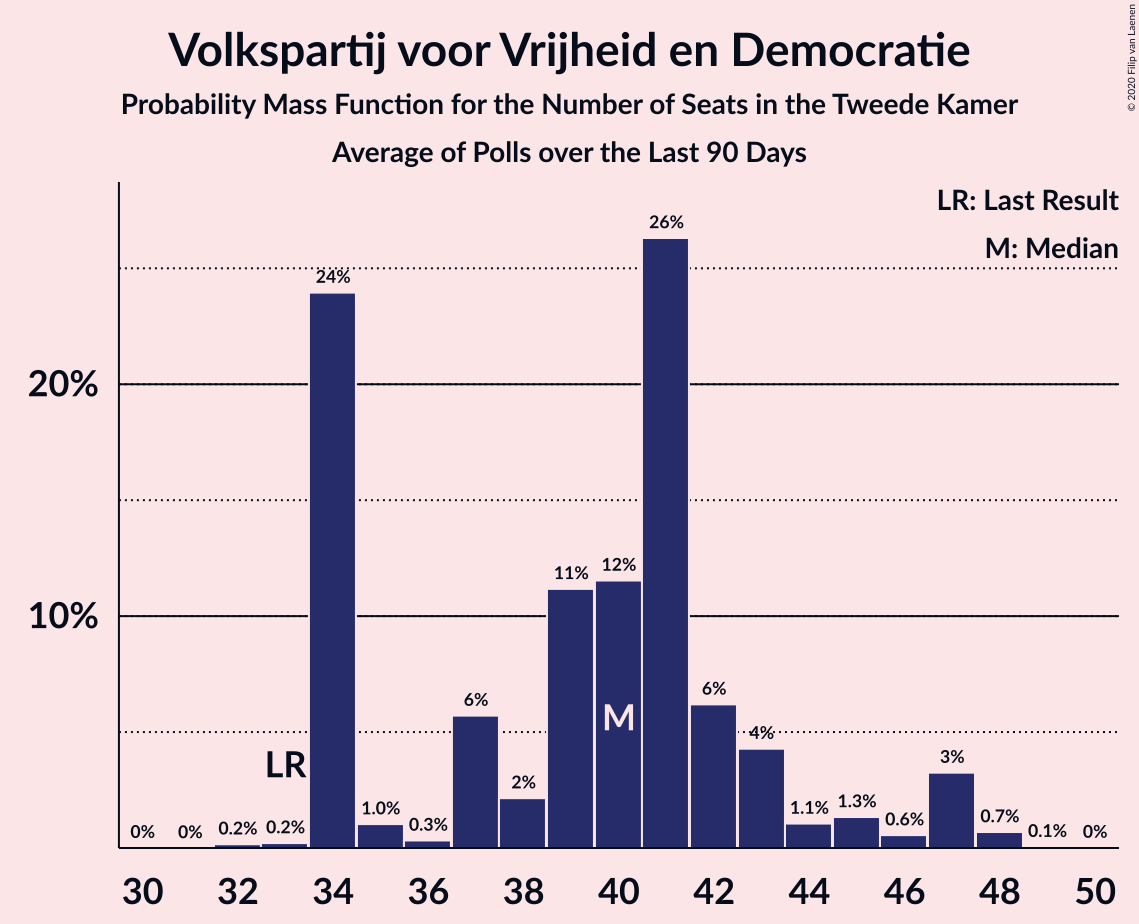 Volkspartij voor Vrijheid en Democratie
Probability Mass Function for the Number of Seats in the Tweede Kamer
Average of Polls over the Last 90 Days
© 2020 Filip van Laenen
LR: Last Result
M: Median
20%
10%
0%
0%
0.2%
0.2%
LR
24%
1.0%
0.3%
6%
2%
11%
12%
M
26%
6%
4%
1.1%
1.3%
0.6%
3%
0.7%
0.1%
0%
30 32 34 36 38 40 42 44 46 48 50